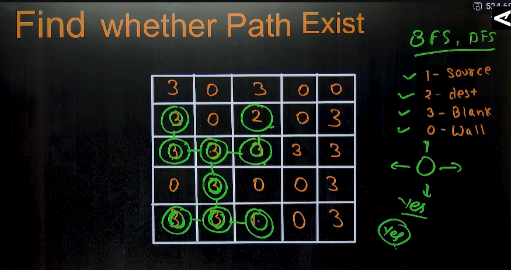 Find whether Path Exist
BFS, DFS
1 - Source
2 - dest
3 - Blank
0 - Wall
3 0 3 0 0
3 0 2 0 3
3 3 3 3
0 3 0 0 3
3 3 0 3
Yes
Yes